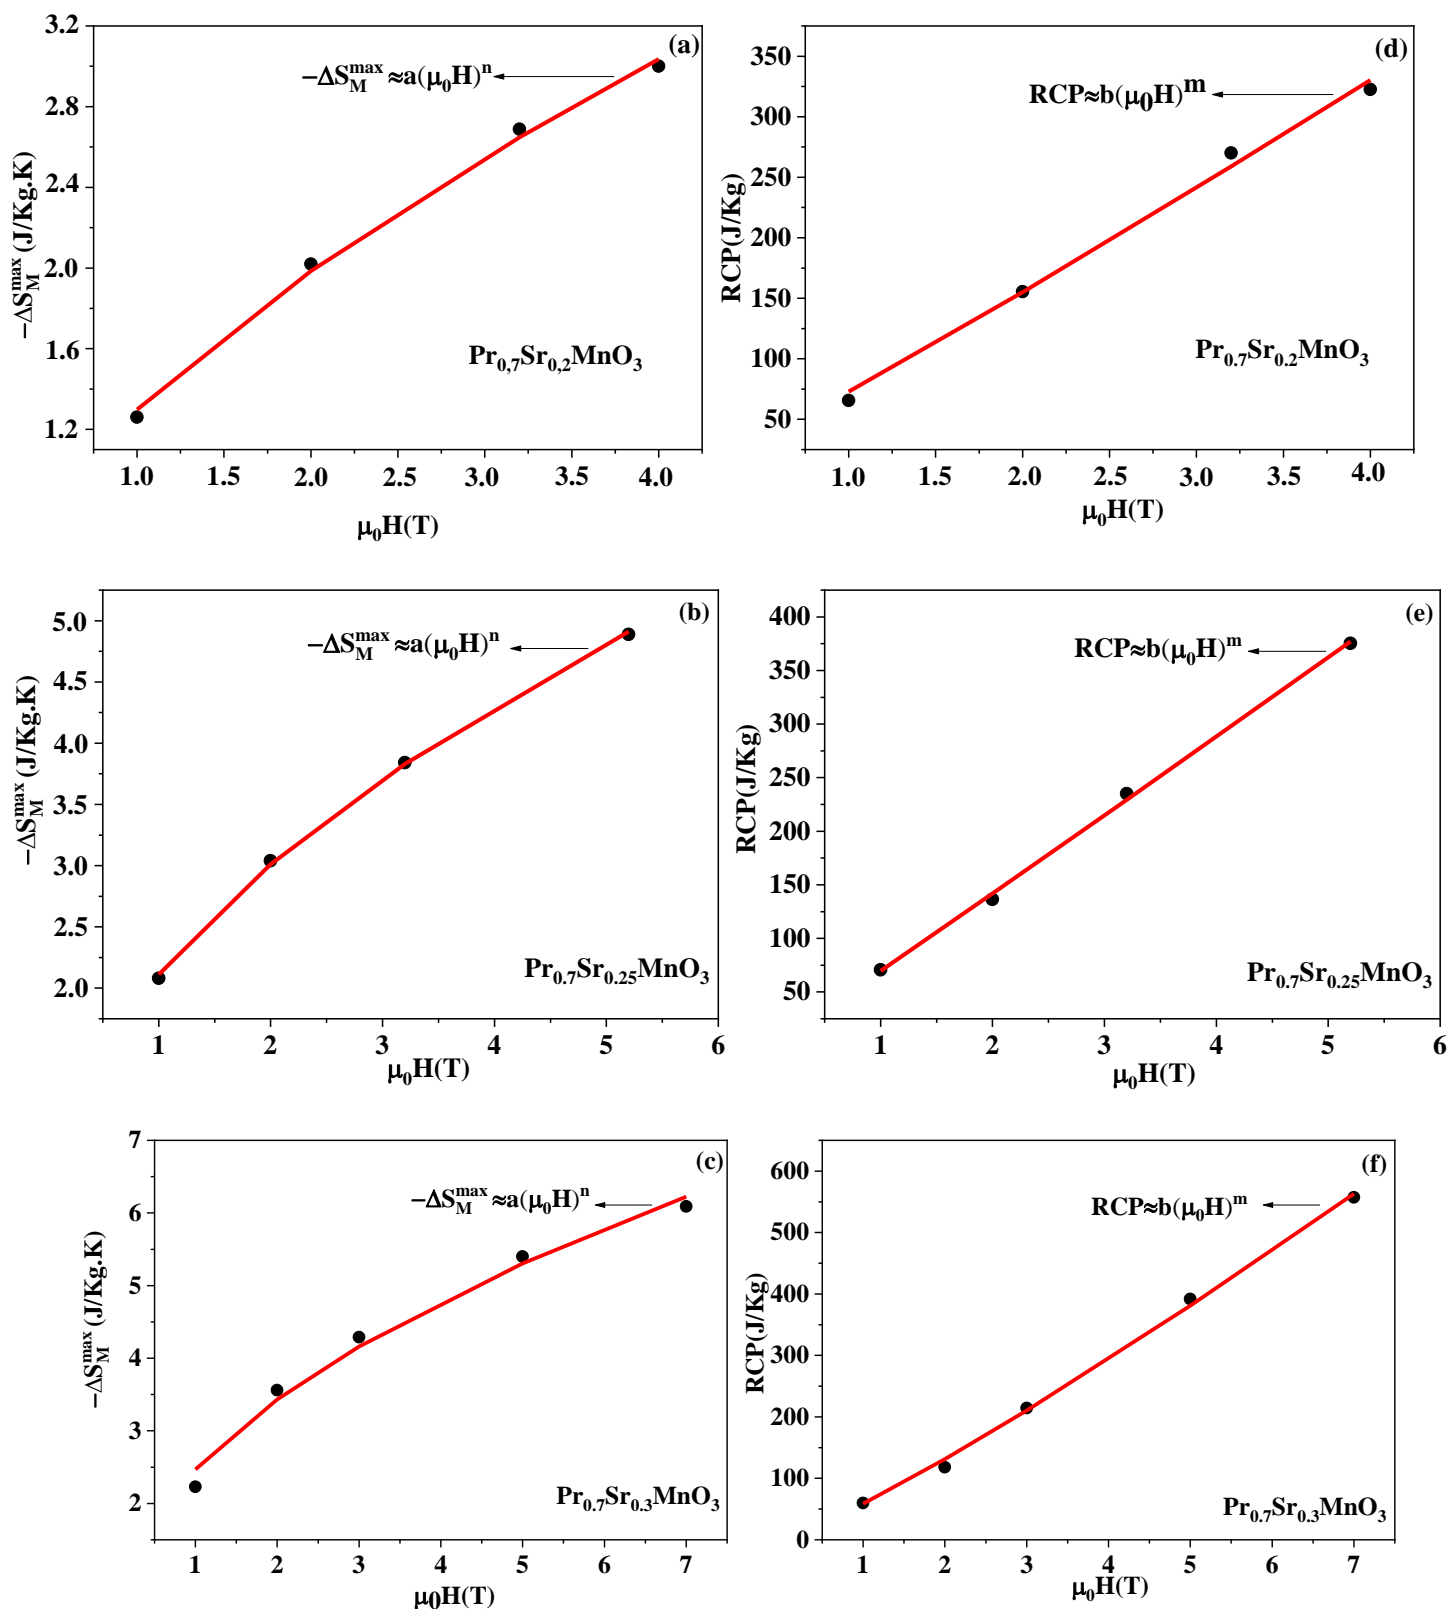 (a)
−ΔS_M^max ≈a(μ₀H)ⁿ
−ΔS_M^max (J/Kg.K)
3.2
2.8
2.4
2.0
1.6
1.2
Pr₀,₇Sr₀,₂MnO₃
1.0 1.5 2.0 2.5 3.0 3.5 4.0
μ₀H(T)
(d)
RCP≈b(μ₀H)ᵐ
RCP(J/Kg)
350
300
250
200
150
100
50
Pr₀.₇Sr₀.₂MnO₃
1.0 1.5 2.0 2.5 3.0 3.5 4.0
μ₀H(T)
(b)
−ΔS_M^max ≈a(μ₀H)ⁿ
−ΔS_M^max (J/Kg.K)
5.0
4.5
4.0
3.5
3.0
2.5
2.0
Pr₀.₇Sr₀.₂₅MnO₃
1 2 3 4 5 6
μ₀H(T)
(e)
RCP≈b(μ₀H)ᵐ
RCP(J/Kg)
400
350
300
250
200
150
100
50
Pr₀.₇Sr₀.₂₅MnO₃
1 2 3 4 5 6
μ₀H(T)
(c)
−ΔS_M^max ≈a(μ₀H)ⁿ
−ΔS_M^max (J/Kg.K)
7
6
5
4
3
2
Pr₀.₇Sr₀.₃MnO₃
1 2 3 4 5 6 7
μ0H(T)
(f)
RCP≈b(μ₀H)ᵐ
RCP(J/Kg)
600
500
400
300
200
100
0
Pr₀.₇Sr₀.₃MnO₃
1 2 3 4 5 6 7
μ₀H(T)